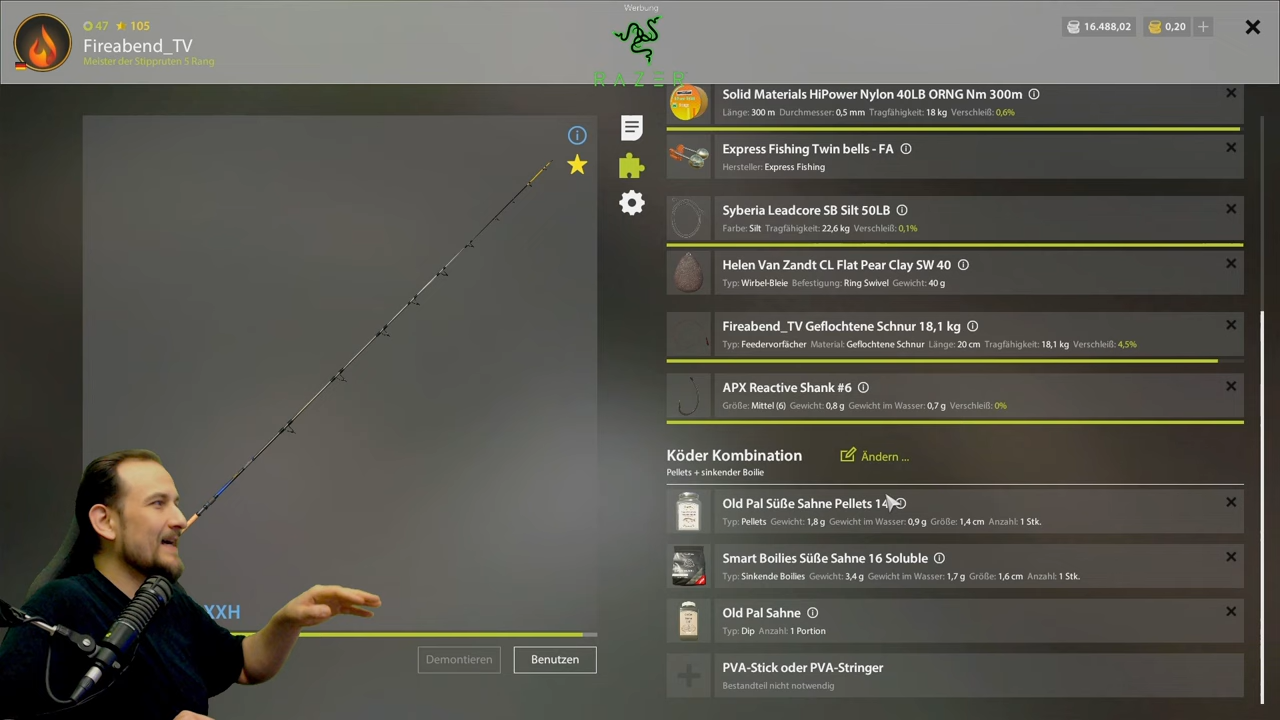 Werbung
RAZER
47 105
Fireabend_TV
Meister der Stippruten S Rang
16.488,02
0,20
Solid Materials HiPower Nylon 40LB ORNG Nm 300m
Länge: 300 m Durchmesser: 0,5 mm Tragfähigkeit: 18 kg Verschleiß: 0,6%
Express Fishing Twin bells - FA
Hersteller: Express Fishing
Syberia Leadcore SB Silt 50LB
Farbe: Silt Tragfähigkeit: 22,6 kg Verschleiß: 0,1%
Helen Van Zandt CL Flat Pear Clay SW 40
Typ: Wirbel-Bleie Befestigung: Ring Swivel Gewicht: 40 g
Fireabend_TV Geflochtene Schnur 18,1 kg
Typ: Feedervorfächer Material: Geflochtene Schnur Länge: 20 cm Tragfähigkeit: 18,1 kg Verschleiß: 4,5%
APX Reactive Shank #6
Größe: Mittel (6) Gewicht: 0,8 g Gewicht im Wasser: 0,7 g Verschleiß: 0%
Köder Kombination
Ändern ...
Pellets + sinkender Boilie
Old Pal Süße Sahne Pellets 14
Typ: Pellets Gewicht: 1,8 g Gewicht im Wasser: 0,9 g Größe: 1,4 cm Anzahl: 1 Stk.
Smart Boilies Süße Sahne 16 Soluble
Typ: Sinkende Boilies Gewicht: 3,4 g Gewicht im Wasser: 1,7 g Größe: 1,6 cm Anzahl: 1 Stk.
Old Pal Sahne
Typ: Dip Anzahl: 1 Portion
PVA-Stick oder PVA-Stringer
Bestandteil nicht notwendig
XXH
Demontieren
Benutzen